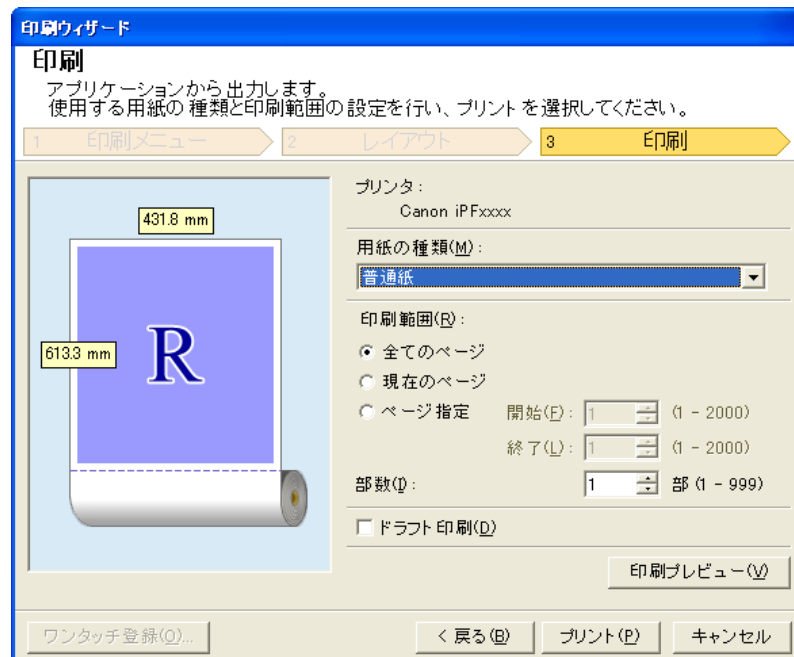 印刷ウィザード
印刷
アプリケーションから出力します。
使用する用紙の種類と印刷範囲の設定を行い、プリントを選択してください。
1 印刷メニュー 2 レイアウト 3 印刷
プリンタ:
Canon iPFxxxx
431.8 mm
用紙の種類(M):
普通紙
印刷範囲(R):
R
613.3 mm
全てのページ
現在のページ
ページ指定 開始(F): 1 (1 - 2000)
終了(L): 1 (1 - 2000)
部数(I): 1 部 (1 - 999)
ドラフト印刷(D)
印刷プレビュー(V)
ワンタッチ登録(O)... < 戻る(B) プリント(P) キャンセル